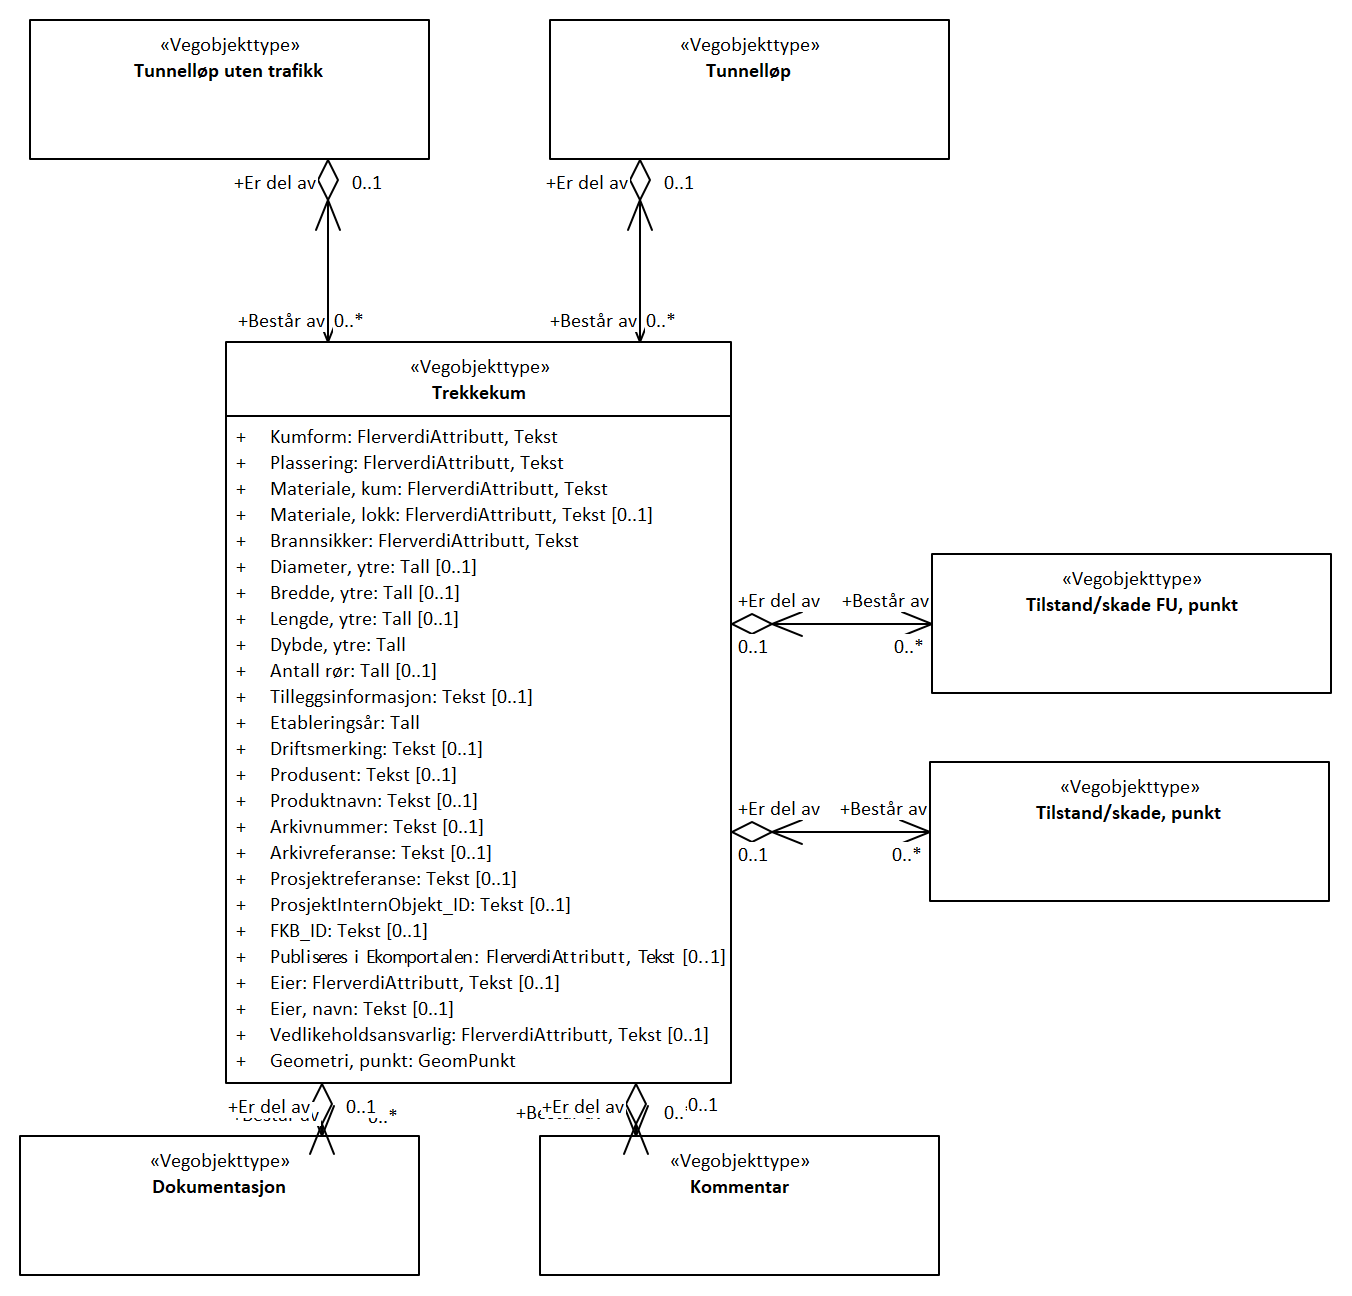 «Vegobjekttype»
Tunnelløp uten trafikk
«Vegobjekttype»
Tunnelløp
+Er del av 0..1
+Er del av 0..1
+Består av 0..*
+Består av 0..*
«Vegobjekttype»
Trekkekum
+ Kumform: FlerverdiAttributt, Tekst
+ Plassering: FlerverdiAttributt, Tekst
+ Materiale, kum: FlerverdiAttributt, Tekst
+ Materiale, lokk: FlerverdiAttributt, Tekst [0..1]
+ Brannsikker: FlerverdiAttributt, Tekst
+ Diameter, ytre: Tall [0..1]
+ Bredde, ytre: Tall [0..1]
+ Lengde, ytre: Tall [0..1]
+ Dybde, ytre: Tall
+ Antall rør: Tall [0..1]
+ Tilleggsinformasjon: Tekst [0..1]
+ Etableringsår: Tall
+ Driftsmerking: Tekst [0..1]
+ Produsent: Tekst [0..1]
+ Produktnavn: Tekst [0..1]
+ Arkivnummer: Tekst [0..1]
+ Arkivreferanse: Tekst [0..1]
+ Prosjektreferanse: Tekst [0..1]
+ ProsjektInternObjekt_ID: Tekst [0..1]
+ FKB_ID: Tekst [0..1]
+ Publiseres i Ekomportalen: FlerverdiAttributt, Tekst [0..1]
+ Eier: FlerverdiAttributt, Tekst [0..1]
+ Eier, navn: Tekst [0..1]
+ Vedlikeholdsansvarlig: FlerverdiAttributt, Tekst [0..1]
+ Geometri, punkt: GeomPunkt
+Er del av +Består av
0..1 0..*
«Vegobjekttype»
Tilstand/skade FU, punkt
+Er del av +Består av
0..1 0..*
«Vegobjekttype»
Tilstand/skade, punkt
+Er del av 0..1
+Består av 0..*
+Er del av 0..1
0..
«Vegobjekttype»
Dokumentasjon
«Vegobjekttype»
Kommentar